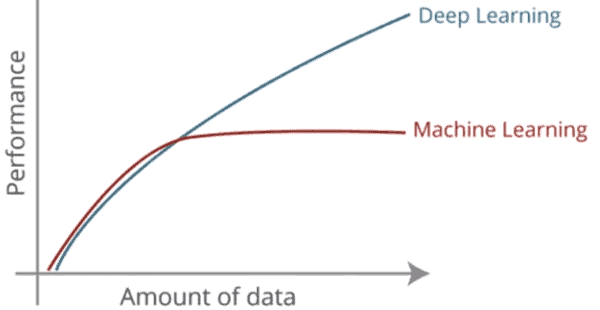 Deep Learning
Performance
Machine Learning
Amount of data